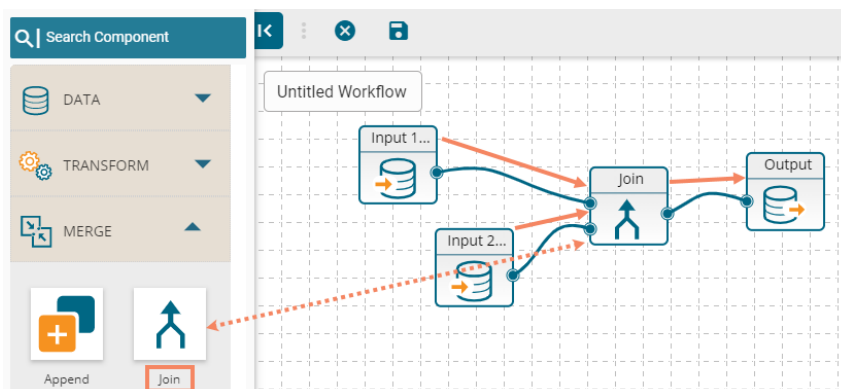 Search Component
DATA
TRANSFORM
MERGE
Append
Join
Untitled Workflow
Input 1...
Input 2...
Join
Output